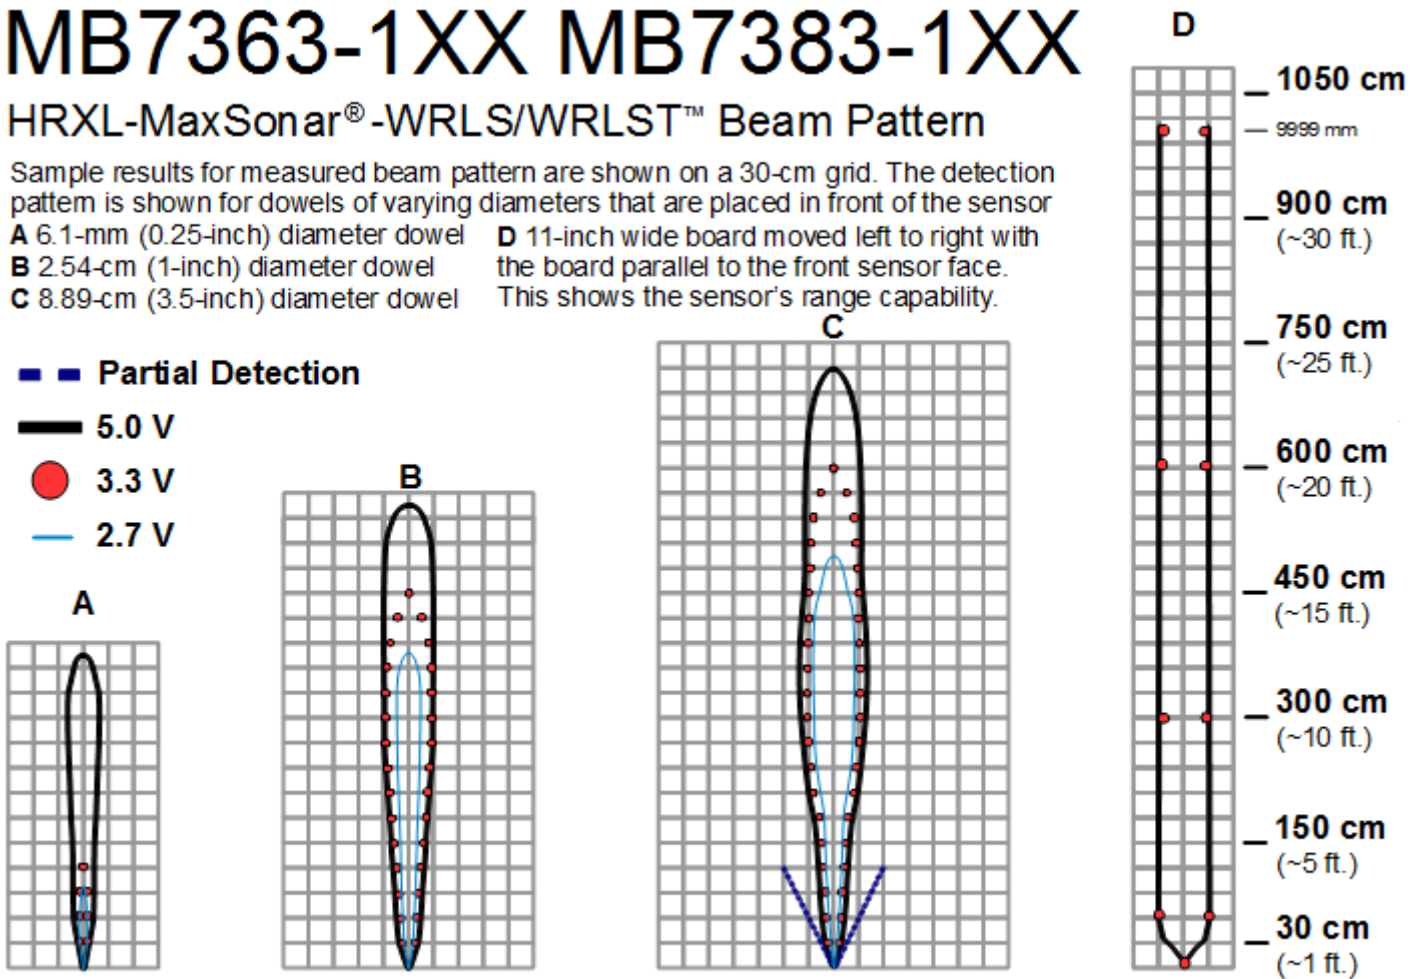 MB7363-1XX MB7383-1XX
HRXL-MaxSonar®-WRLS/WRLST™ Beam Pattern
Sample results for measured beam pattern are shown on a 30-cm grid. The detection
pattern is shown for dowels of varying diameters that are placed in front of the sensor
A 6.1-mm (0.25-inch) diameter dowel
B 2.54-cm (1-inch) diameter dowel
C 8.89-cm (3.5-inch) diameter dowel
D 11-inch wide board moved left to right with
the board parallel to the front sensor face.
This shows the sensor's range capability.
Partial Detection
5.0 V
3.3 V
2.7 V
A
B
C
D
1050 cm
9999 mm
900 cm
(~30 ft.)
750 cm
(~25 ft.)
600 cm
(~20 ft.)
450 cm
(~15 ft.)
300 cm
(~10 ft.)
150 cm
(~5 ft.)
30 cm
(~1 ft.)